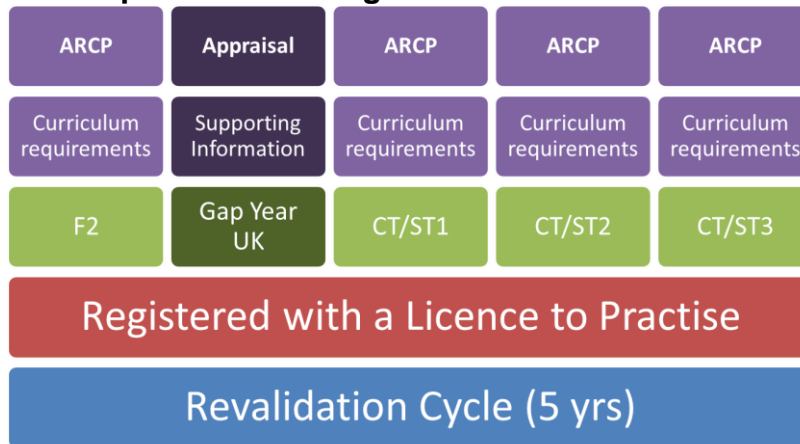 ARCP
Appraisal
ARCP
ARCP
ARCP
Curriculum
requirements
Supporting
Information
Curriculum
requirements
Curriculum
requirements
Curriculum
requirements
F2
Gap Year
UK
CT/ST1
CT/ST2
CT/ST3
Registered with a Licence to Practise
Revalidation Cycle (5 yrs)